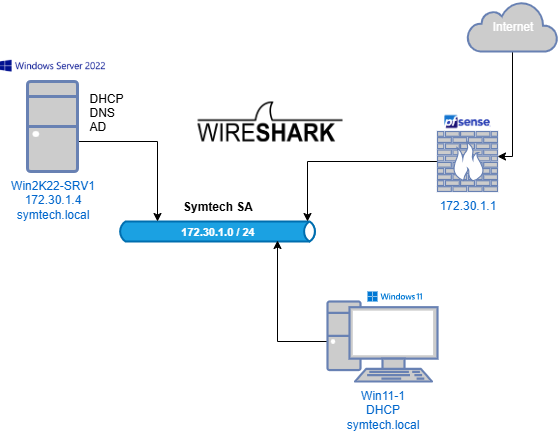 Internet
Windows Server 2022
DHCP
DNS
AD
WIRESHARK
pfsense
Win2K22-SRV1
172.30.1.4
symtech.local
172.30.1.1
Symtech SA
172.30.1.0 / 24
Windows 11
Win11-1
DHCP
symtech.local